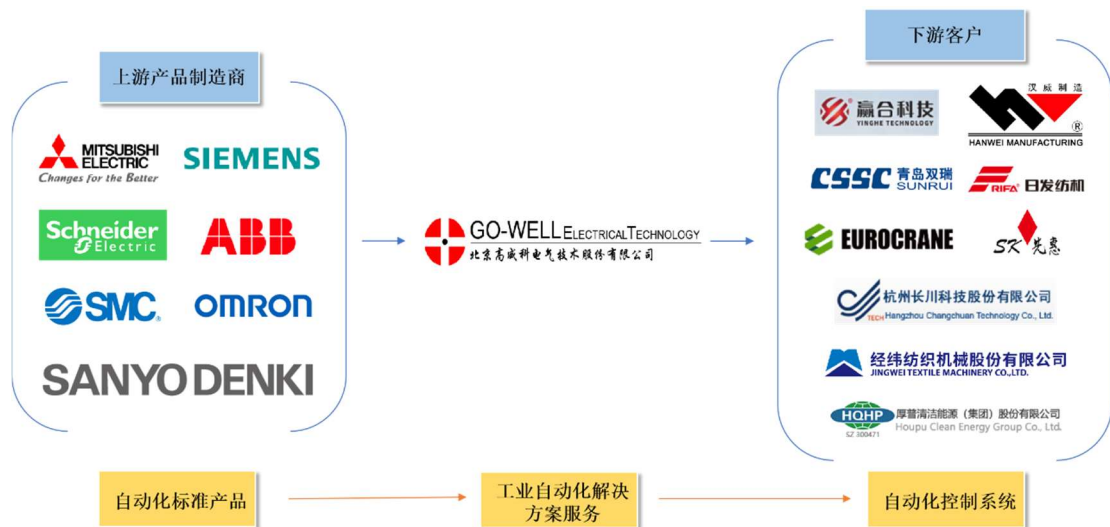 上游产品制造商
MITSUBISHI
ELECTRIC
Changes for the Better
SIEMENS
Schneider
Electric
ABB
SMC.
OMRON
SANYO DENKI
GO-WELL ELECTRICAL TECHNOLOGY
北京高威科电气技术股份有限公司
下游客户
赢合科技
YINGHE TECHNOLOGY
汉威制造
®
HANWEI MANUFACTURING
CSSC 青岛双瑞
SUNRUI
RIFA® 日发纺机
EUROCRANE
SK 先惠
杭州长川科技股份有限公司
TECH Hangzhou Changchuan Technology Co., Ltd.
经纬纺织机械股份有限公司
JINGWEI TEXTILE MACHINERY CO.,LTD.
HQHP
SZ 300471
厚普清洁能源（集团）股份有限公司
Houpu Clean Energy Group Co., Ltd.
自动化标准产品
工业自动化解决
方案服务
自动化控制系统